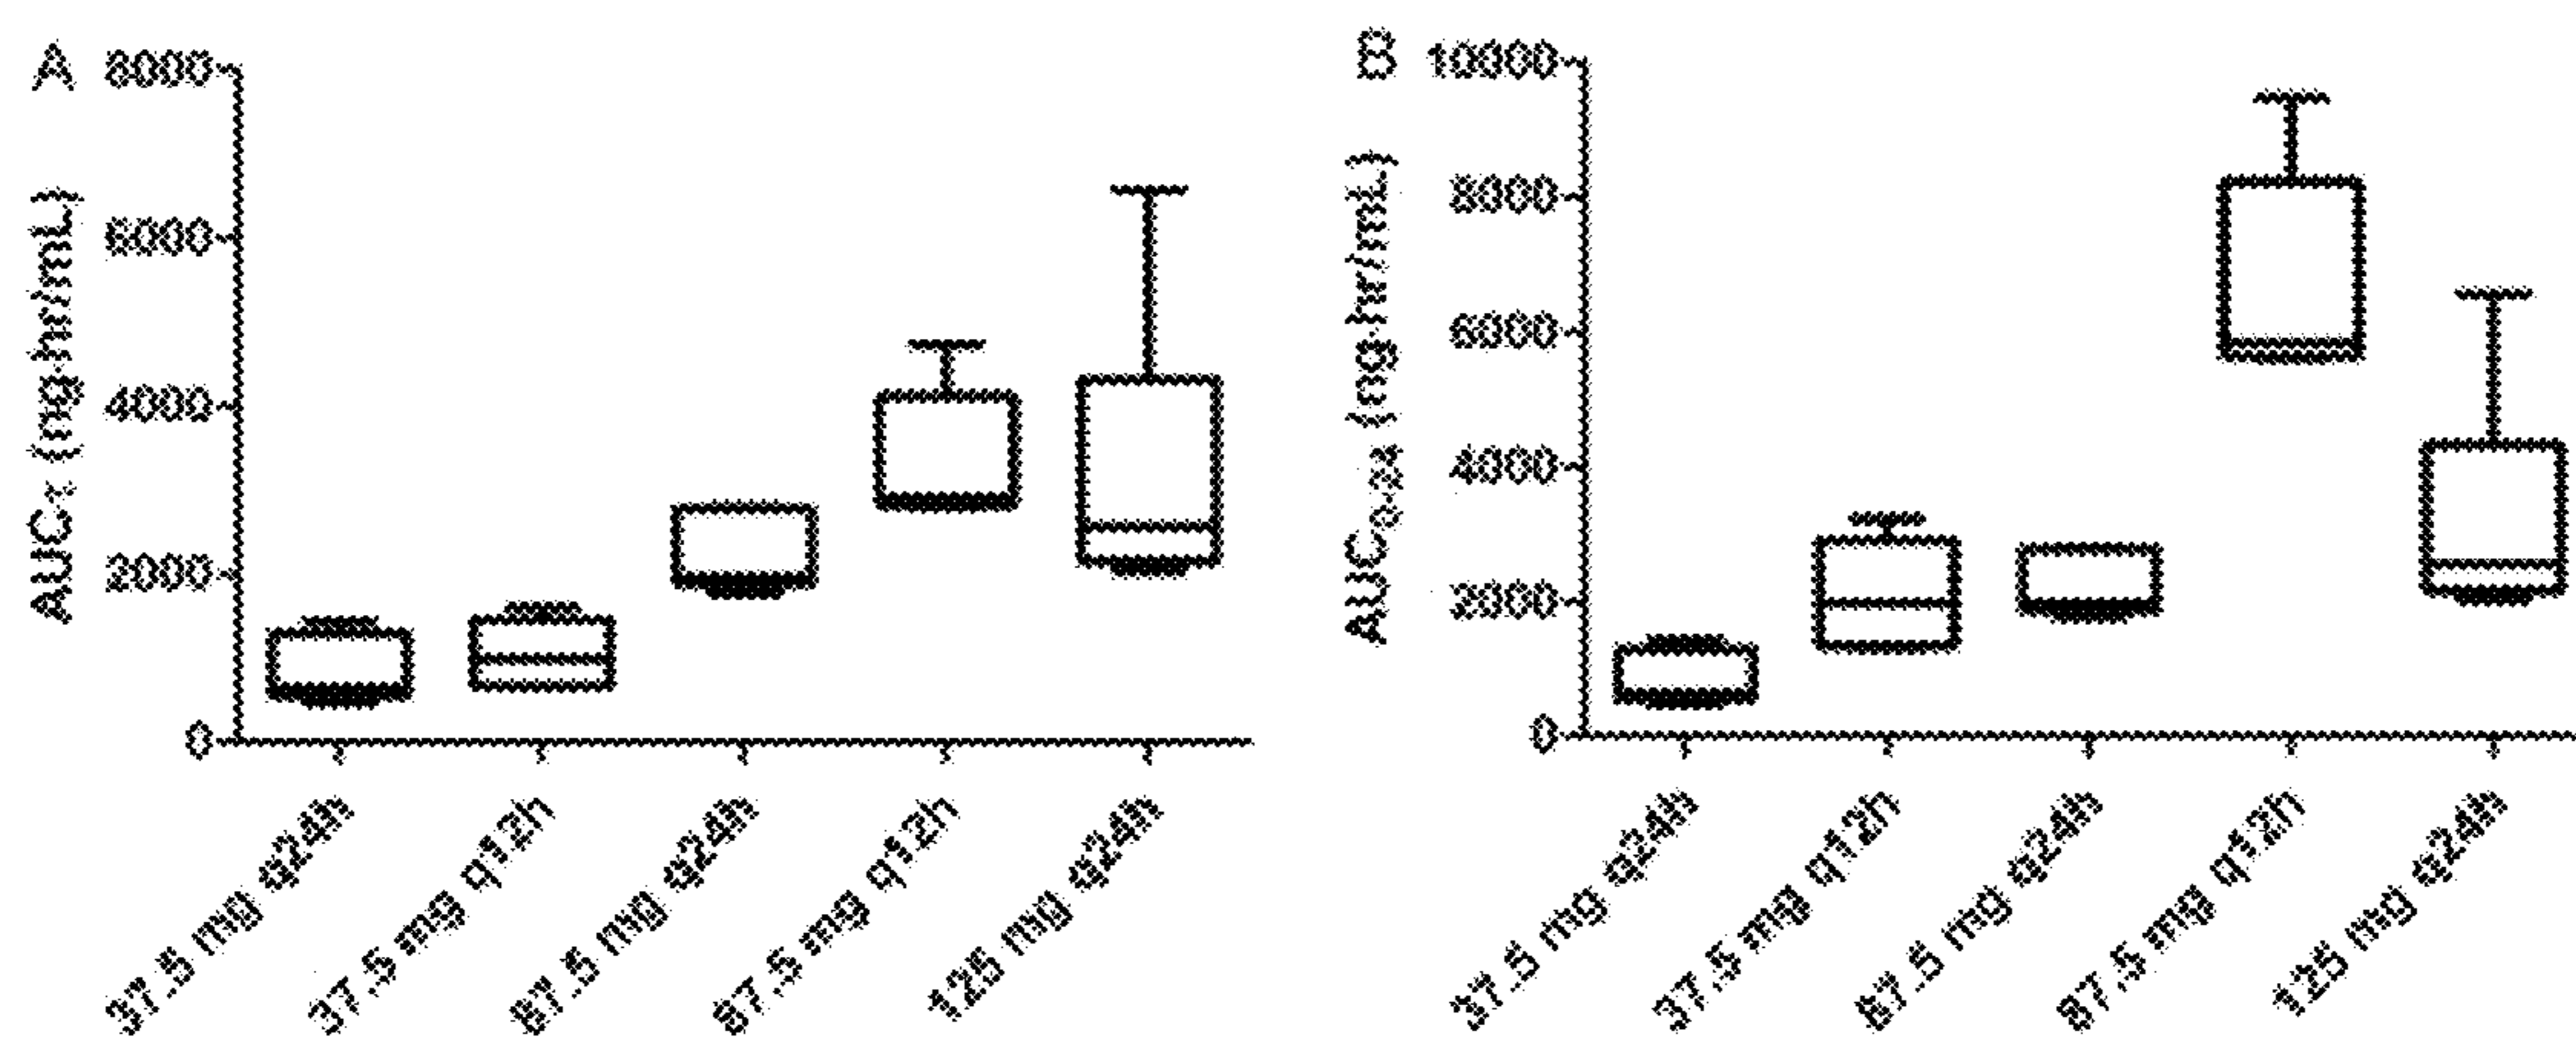 A
8000
6000
4000
2000
0
AUCτ (ng·hr/mL)
37.5 mg q24h
37.5 mg q12h
87.5 mg q24h
87.5 mg q12h
125 mg q24h
B
10000
8000
6000
4000
2000
0
AUC0-24 (ng·hr/mL)
37.5 mg q24h
37.5 mg q12h
87.5 mg q24h
87.5 mg q12h
125 mg q24h